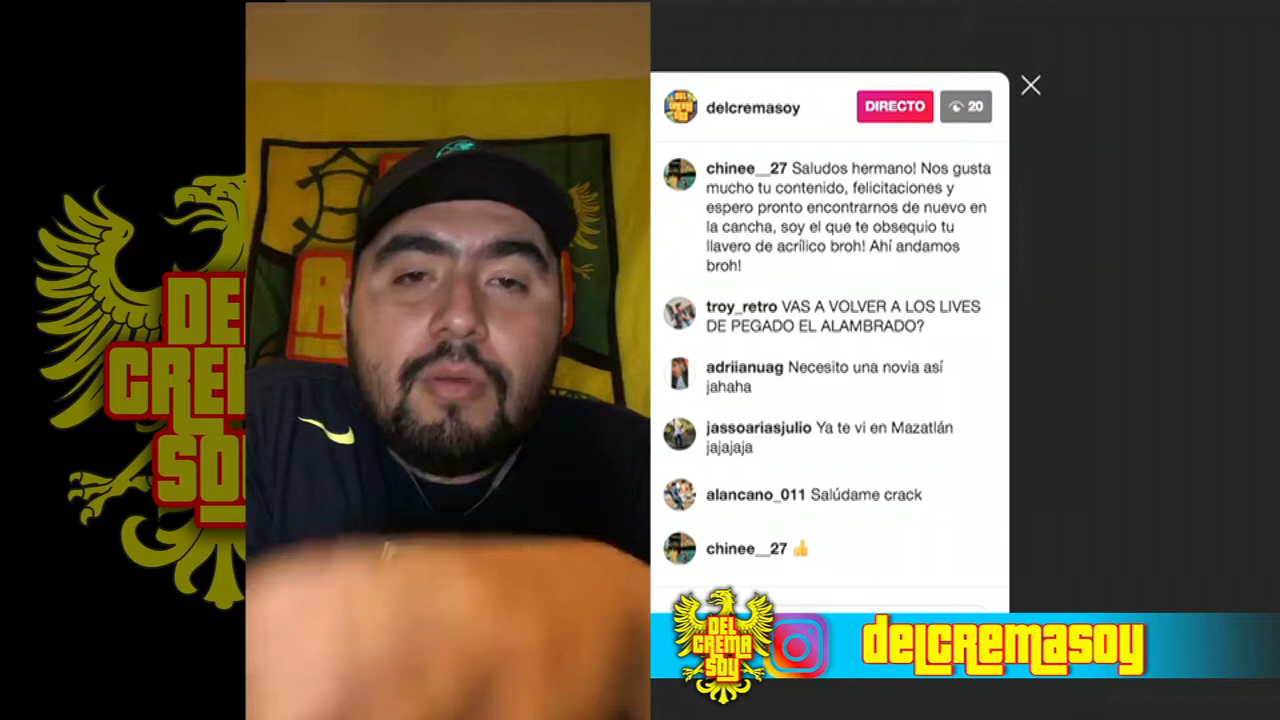 DE
CREM
SOY
delcremasoy
DIRECTO
20
chinee__27 Saludos hermano! Nos gusta
mucho tu contenido, felicitaciones y
espero pronto encontrarnos de nuevo en
la cancha, soy el que te obsequio tu
llavero de acrílico broh! Ahí andamos
broh!
troy_retro VAS A VOLVER A LOS LIVES
DE PEGADO EL ALAMBRADO?
adriianuag Necesito una novia así
jahaha
jassoariasjulio Ya te vi en Mazatlán
jajajaja
alancano_011 Salúdame crack
chinee__27 👍
DEL
CREMA
SOY
delcremasoy